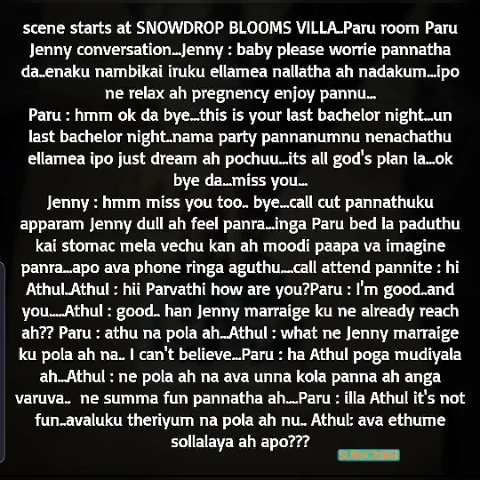 scene starts at SNOWDROP BLOOMS VILLA..Paru room Paru
Jenny conversation...Jenny : baby please worrie pannatha
da..enaku nambikai iruku ellamea nallatha ah nadakum...ipo
ne relax ah pregnency enjoy pannu...
Paru : hmm ok da bye...this is your last bachelor night...un
last bachelor night..nama party pannanumnu nenachathu
ellamea ipo just dream ah pochuu...its all god's plan la...ok
bye da...miss you...
Jenny : hmm miss you too.. bye...call cut pannathuku
apparam Jenny dull ah feel panra...inga Paru bed la paduthu
kai stomac mela vechu kan ah moodi paapa va imagine
panra...apo ava phone ringa aguthu....call attend pannite : hi
Athul..Athul : hii Parvathi how are you?Paru : I'm good..and
you.....Athul : good.. han Jenny marraige ku ne already reach
ah?? Paru : athu na pola ah...Athul : what ne Jenny marraige
ku pola ah na.. I can't believe...Paru : ha Athul poga mudiyala
ah...Athul : ne pola ah na ava unna kola panna ah anga
varuva..  ne summa fun pannatha ah....Paru : illa Athul it's not
fun..avaluku theriyum na pola ah nu.. Athul: ava ethume
sollalaya ah apo???
SUBSCRIBE!